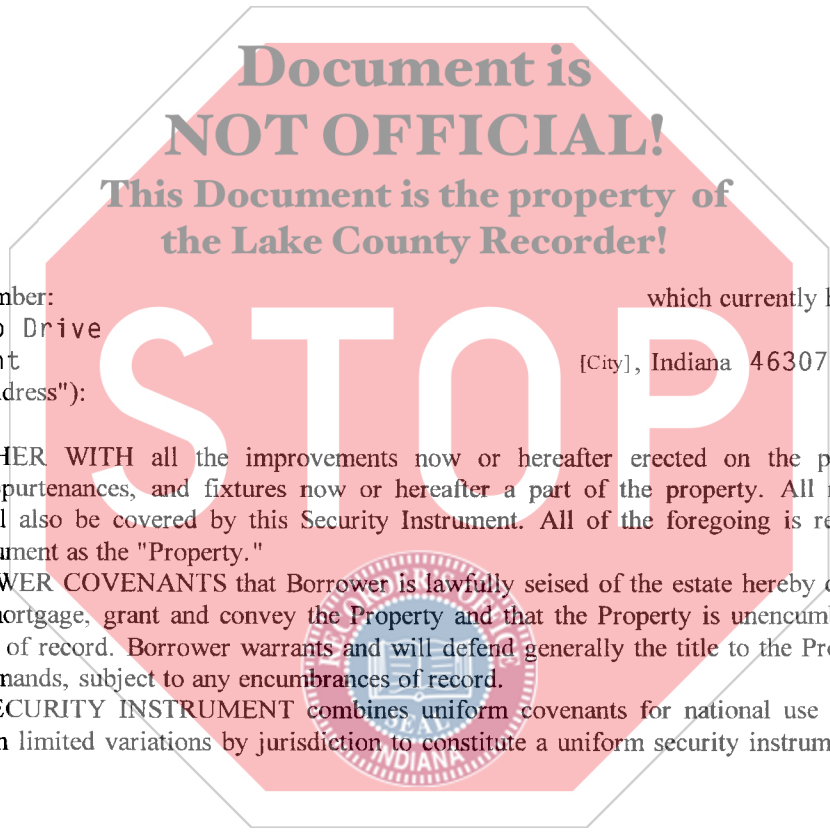 Document is
NOT OFFICIAL!
This Document is the property of
the Lake County Recorder!
mber: which currently
o Drive
nt [City], Indiana 46307
dress"):
STOP
HER WITH all the improvements now or hereafter erected on the p
purtenances, and fixtures now or hereafter a part of the property. All
l also be covered by this Security Instrument. All of the foregoing is re
ument as the "Property."
WER COVENANTS that Borrower is lawfully seised of the estate hereby
ortgage, grant and convey the Property and that the Property is unencum
of record. Borrower warrants and will defend generally the title to the Pro
mands, subject to any encumbrances of record.
ECURITY INSTRUMENT combines uniform covenants for national use
limited variations by jurisdiction to constitute a uniform security instrum
RECORDER'S OFFICE
SEAL
INDIANA